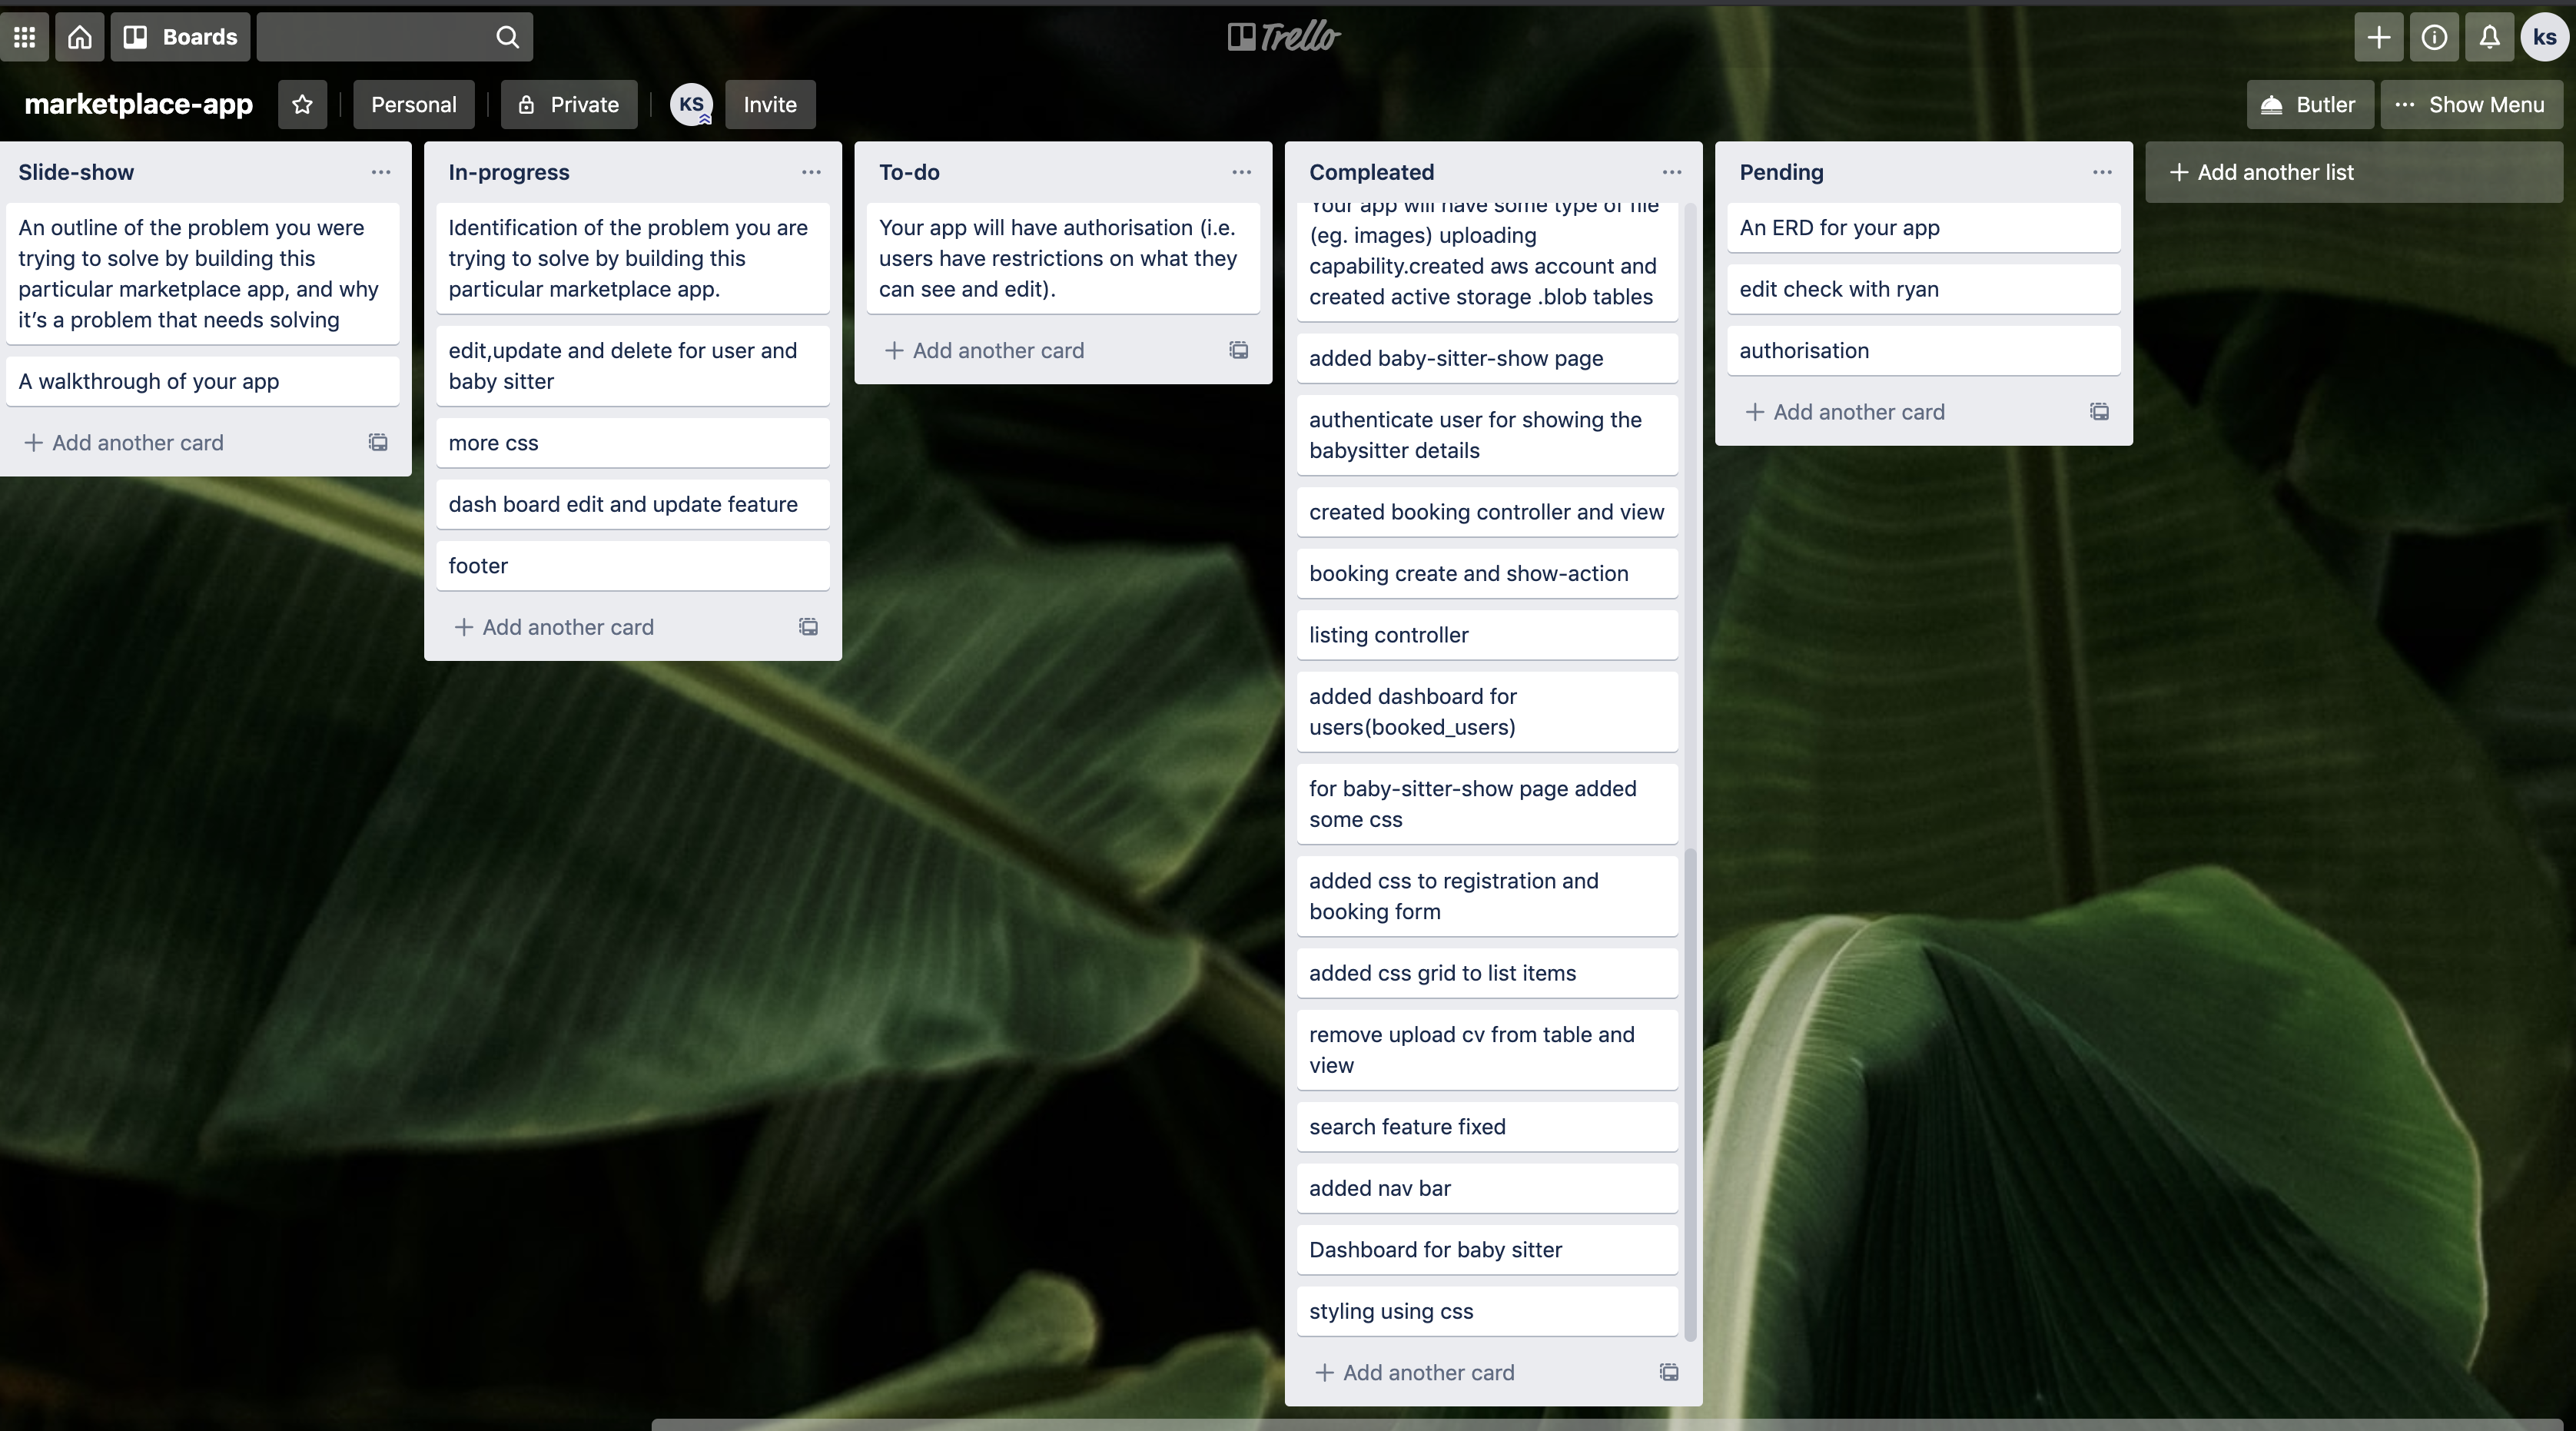 Boards
Trello
ks
marketplace-app
Personal
Private
KS
Invite
Butler
Show Menu
Slide-show
An outline of the problem you were
trying to solve by building this
particular marketplace app, and why
it’s a problem that needs solving
A walkthrough of your app
Add another card
In-progress
Identification of the problem you are
trying to solve by building this
particular marketplace app.
edit,update and delete for user and
baby sitter
more css
dash board edit and update feature
footer
Add another card
To-do
Your app will have authorisation (i.e.
users have restrictions on what they
can see and edit).
Add another card
Compleated
Your app will have some type of file
(eg. images) uploading
capability.created aws account and
created active storage .blob tables
added baby-sitter-show page
authenticate user for showing the
babysitter details
created booking controller and view
booking create and show-action
listing controller
added dashboard for
users(booked_users)
for baby-sitter-show page added
some css
added css to registration and
booking form
added css grid to list items
remove upload cv from table and
view
search feature fixed
added nav bar
Dashboard for baby sitter
styling using css
Add another card
Pending
An ERD for your app
edit check with ryan
authorisation
Add another card
Add another list